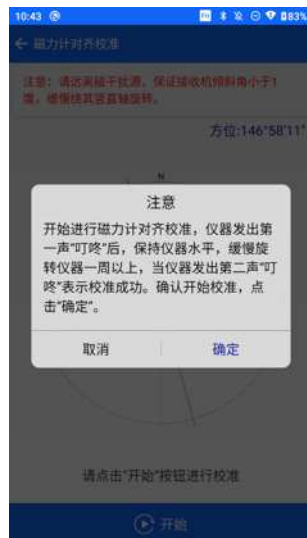 10:43
83%
磁力计对齐校准
注意：请远离磁干扰源，保证接收机倾斜角小于1
度，缓慢绕其竖直轴旋转。
方位:146°58'11"
N
注意
开始进行磁力计对齐校准，仪器发出第
一声“叮咚”后，保持仪器水平，缓慢旋
转仪器一周以上，当仪器发出第二声“叮
咚”表示校准成功。确认开始校准，点
击“确定”。
取消
确定
请点击“开始”按钮进行校准
开始